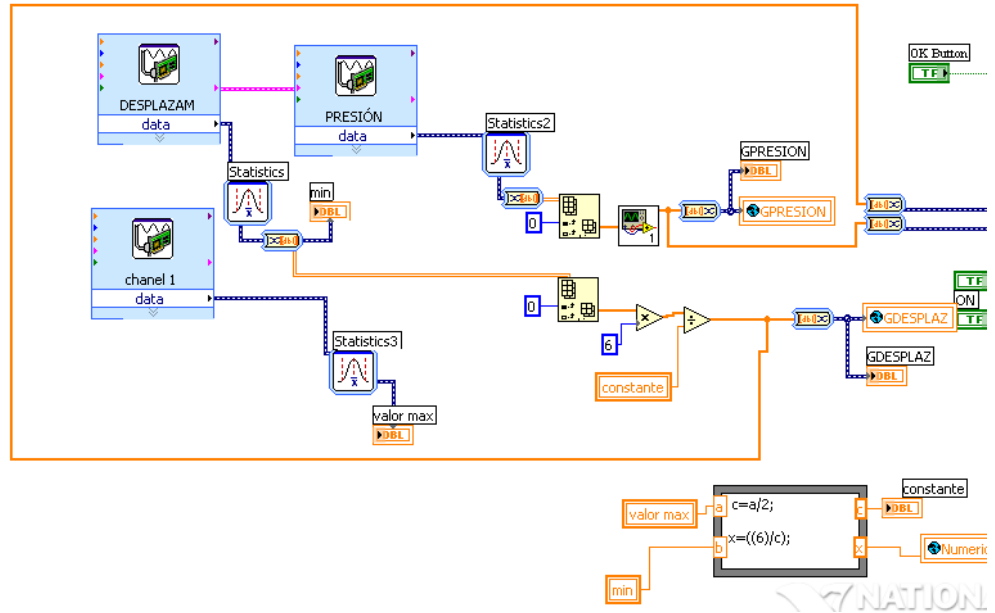 OK Button
TF
DESPLAZAM
data
PRESIÓN
data
Statistics2
GPRESION
DBL
Statistics
min
DBL
GPRESION
0
1
chanel 1
data
TF
ON
0
GDESPLAZ
TF
6
Statistics3
GDESPLAZ
DBL
constante
valor max
DBL
constante
c=a/2;
valor max
a
c
DBL
x=((6)/c);
b
x
Numeric
min
NATION